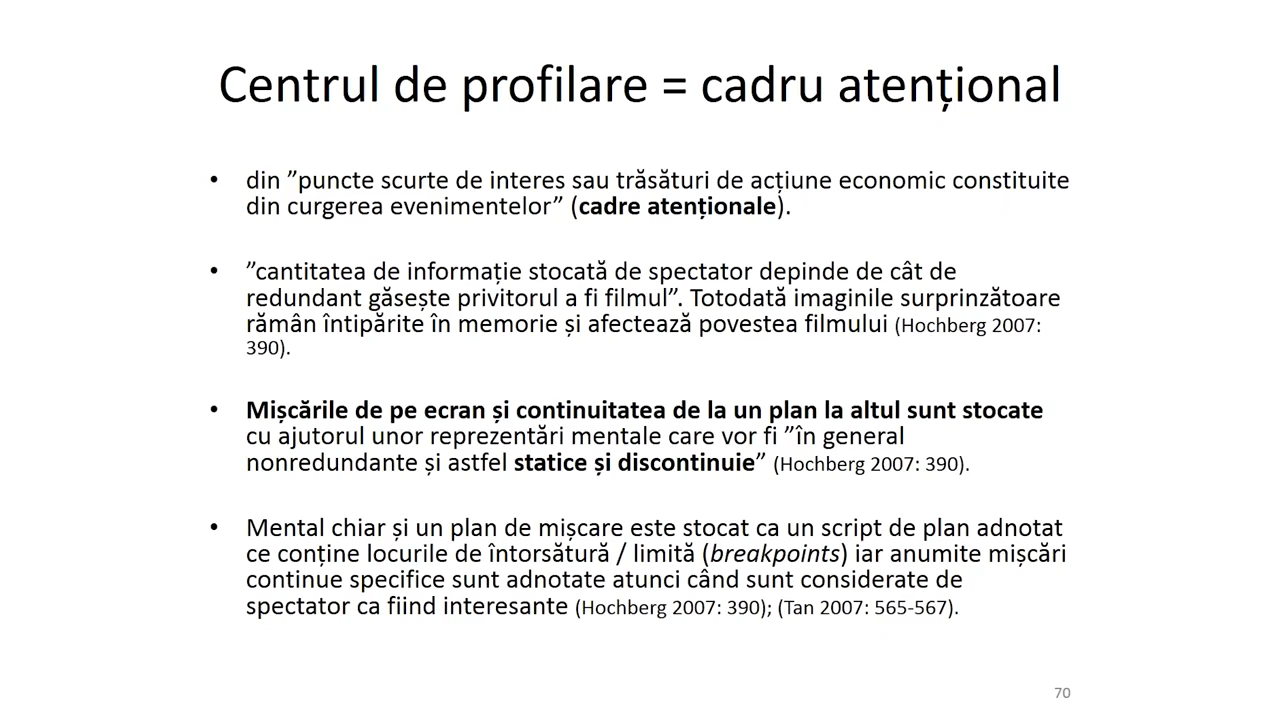 Centrul de profilare = cadru atențional
• din ”puncte scurte de interes sau trăsături de acțiune economic constituite
din curgerea evenimentelor” (cadre atenționale).
• ”cantitatea de informație stocată de spectator depinde de cât de
redundant găsește privitorul a fi filmul”. Totodată imaginile surprinzătoare
rămân întipărite în memorie și afectează povestea filmului (Hochberg 2007:
390).
• Mișcările de pe ecran și continuitatea de la un plan la altul sunt stocate
cu ajutorul unor reprezentări mentale care vor fi ”în general
nonredundante și astfel statice și discontinuie” (Hochberg 2007: 390).
• Mental chiar și un plan de mișcare este stocat ca un script de plan adnotat
ce conține locurile de întorsătură / limită (breakpoints) iar anumite mișcări
continue specifice sunt adnotate atunci când sunt considerate de
spectator ca fiind interesante (Hochberg 2007: 390); (Tan 2007: 565-567).
70